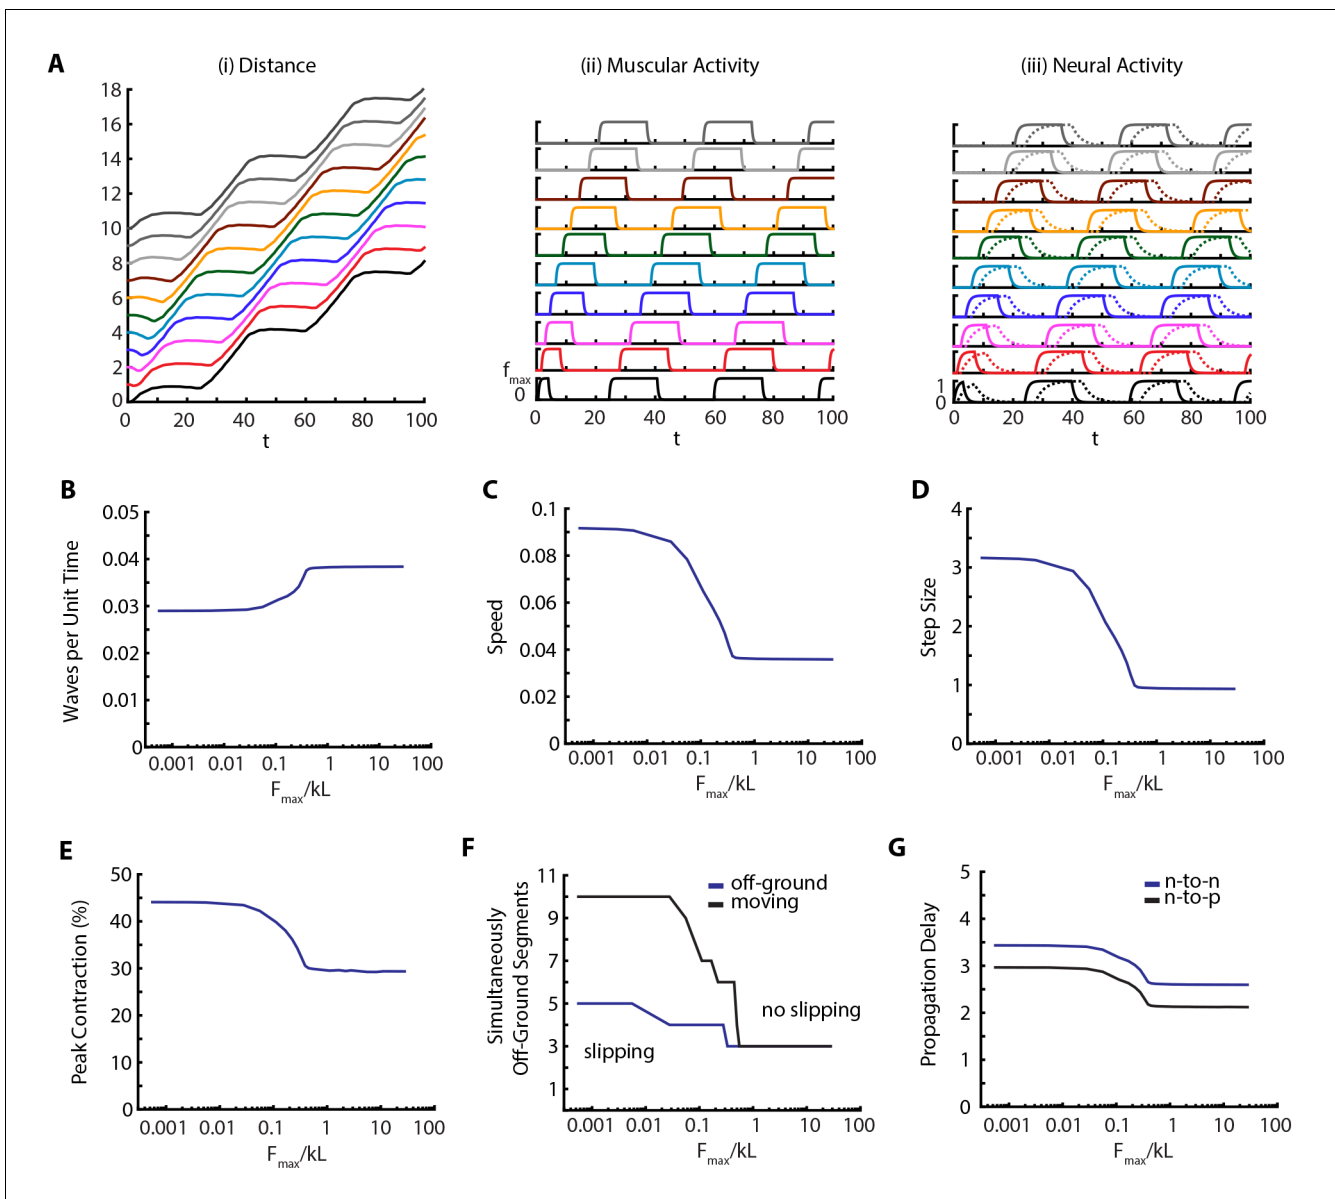 A
(i) Distance
(ii) Muscular Activity
(iii) Neural Activity
18
16
14
12
10
8
6
4
2
0
0 20 40 60 80 100
t
f_max
0
0 20 40 60 80 100
t
1
0
0 20 40 60 80 100
t
B
Waves per Unit Time
0.05
0.04
0.03
0.02
0.01
0
0.001 0.01 0.1 1 10 100
F_max/kL
C
Speed
0.1
0.08
0.06
0.04
0.02
0
0.001 0.01 0.1 1 10 100
F_max/kL
D
Step Size
4
3
2
1
0
0.001 0.01 0.1 1 10 100
F_max/kL
E
Peak Contraction (%)
50
40
30
20
10
0
0.001 0.01 0.1 1 10 100
F_max/kL
F
Simultaneously
Off-Ground Segments
11
9
7
5
3
1
off-ground
moving
no slipping
slipping
0.001 0.01 0.1 1 10 100
F_max/kL
G
Propagation Delay
5
4
3
2
1
0
n-to-n
n-to-p
0.001 0.01 0.1 1 10 100
F_max/kL